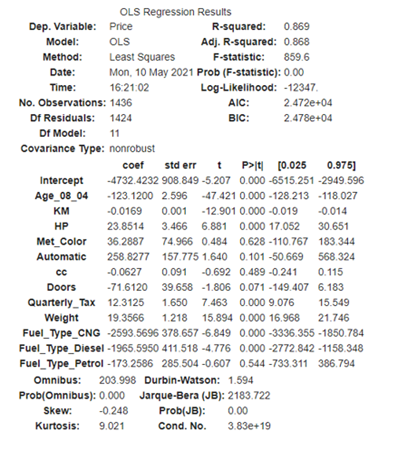 OLS Regression Results
Dep. Variable: Price R-squared: 0.869
Model: OLS Adj. R-squared: 0.868
Method: Least Squares F-statistic: 859.6
Date: Mon, 10 May 2021 Prob (F-statistic): 0.00
Time: 16:21:02 Log-Likelihood: -12347.
No. Observations: 1436 AIC: 2.472e+04
Df Residuals: 1424 BIC: 2.478e+04
Df Model: 11
Covariance Type: nonrobust
coef std err t P>|t| [0.025 0.975]
Intercept -4732.4232 908.849 -5.207 0.000 -6515.251 -2949.596
Age_08_04 -123.1200 2.596 -47.421 0.000 -128.213 -118.027
KM -0.0169 0.001 -12.901 0.000 -0.019 -0.014
HP 23.8514 3.466 6.881 0.000 17.052 30.651
Met_Color 36.2887 74.966 0.484 0.628 -110.767 183.344
Automatic 258.8277 157.775 1.640 0.101 -50.669 568.324
cc -0.0627 0.091 -0.692 0.489 -0.241 0.115
Doors -71.6120 39.658 -1.806 0.071 -149.407 6.183
Quarterly_Tax 12.3125 1.650 7.463 0.000 9.076 15.549
Weight 19.3566 1.218 15.894 0.000 16.968 21.746
Fuel_Type_CNG -2593.5696 378.657 -6.849 0.000 -3336.355 -1850.784
Fuel_Type_Diesel -1965.5950 411.518 -4.776 0.000 -2772.842 -1158.348
Fuel_Type_Petrol -173.2586 285.504 -0.607 0.544 -733.311 386.794
Omnibus: 203.998 Durbin-Watson: 1.594
Prob(Omnibus): 0.000 Jarque-Bera (JB): 2183.722
Skew: -0.248 Prob(JB): 0.00
Kurtosis: 9.021 Cond. No. 3.83e+19